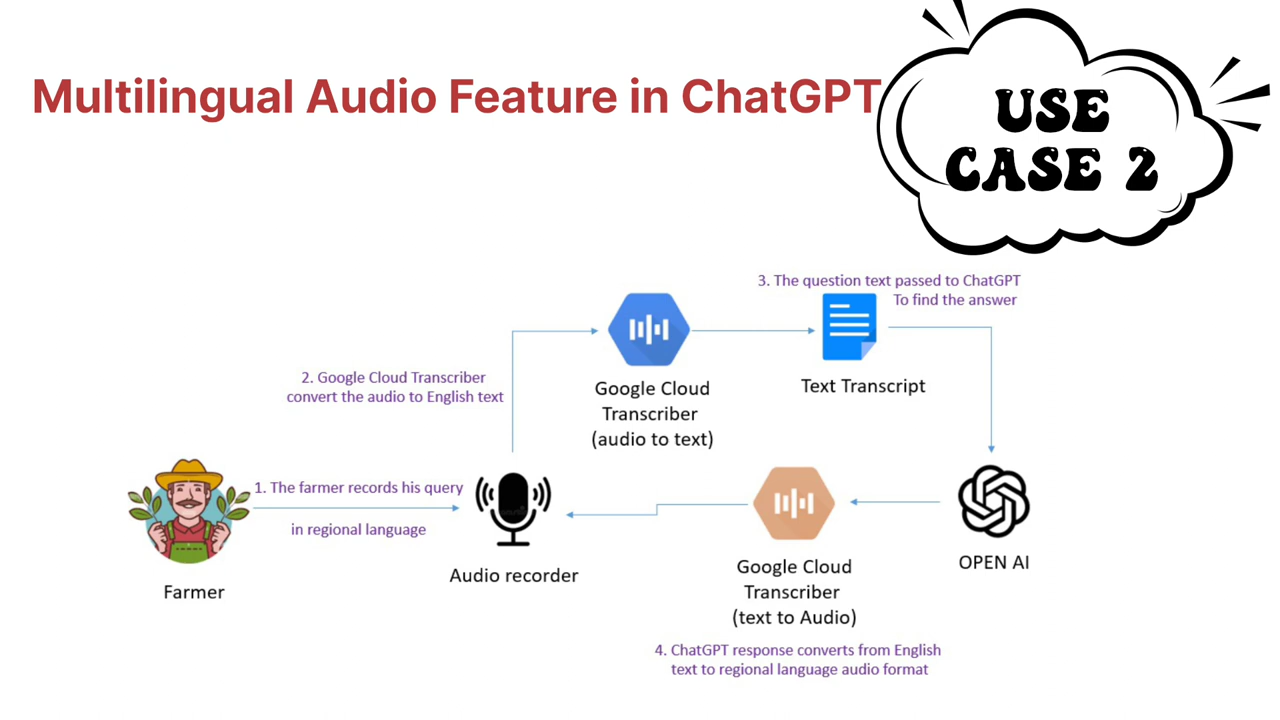 Multilingual Audio Feature in ChatGPT
USE
CASE 2
3. The question text passed to ChatGPT
To find the answer
2. Google Cloud Transcriber
convert the audio to English text
Google Cloud
Transcriber
(audio to text)
Text Transcript
1. The farmer records his query
in regional language
Farmer
Audio recorder
Google Cloud
Transcriber
(text to Audio)
OPEN AI
4. ChatGPT response converts from English
text to regional language audio format